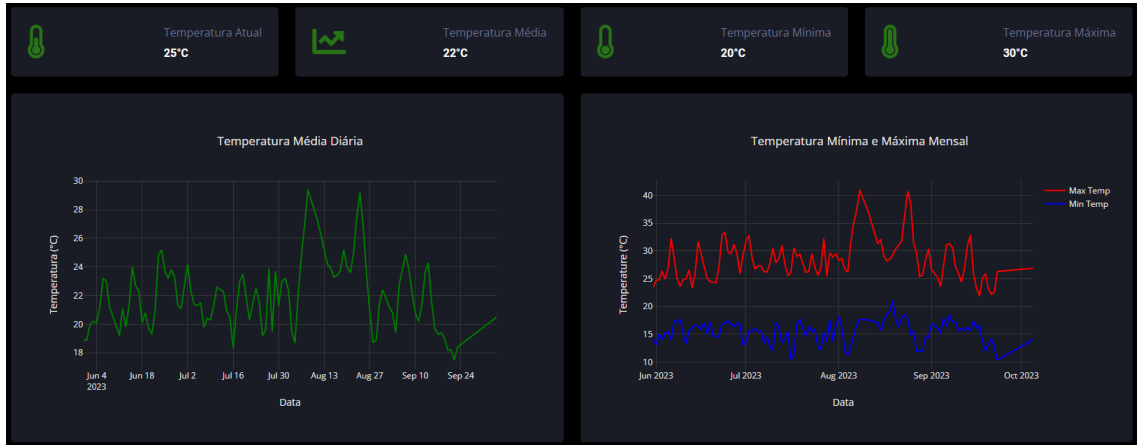 Temperatura Atual
25°C
Temperatura Média
22°C
Temperatura Mínima
20°C
Temperatura Máxima
30°C
Temperatura Média Diária
30
28
26
24
22
20
18
Temperatura (°C)
Jun 4
2023
Jun 18
Jul 2
Jul 16
Jul 30
Aug 13
Aug 27
Sep 10
Sep 24
Data
Temperatura Mínima e Máxima Mensal
40
35
30
25
20
15
10
Temperature (°C)
Jun 2023
Jul 2023
Aug 2023
Sep 2023
Oct 2023
Data
Max Temp
Min Temp